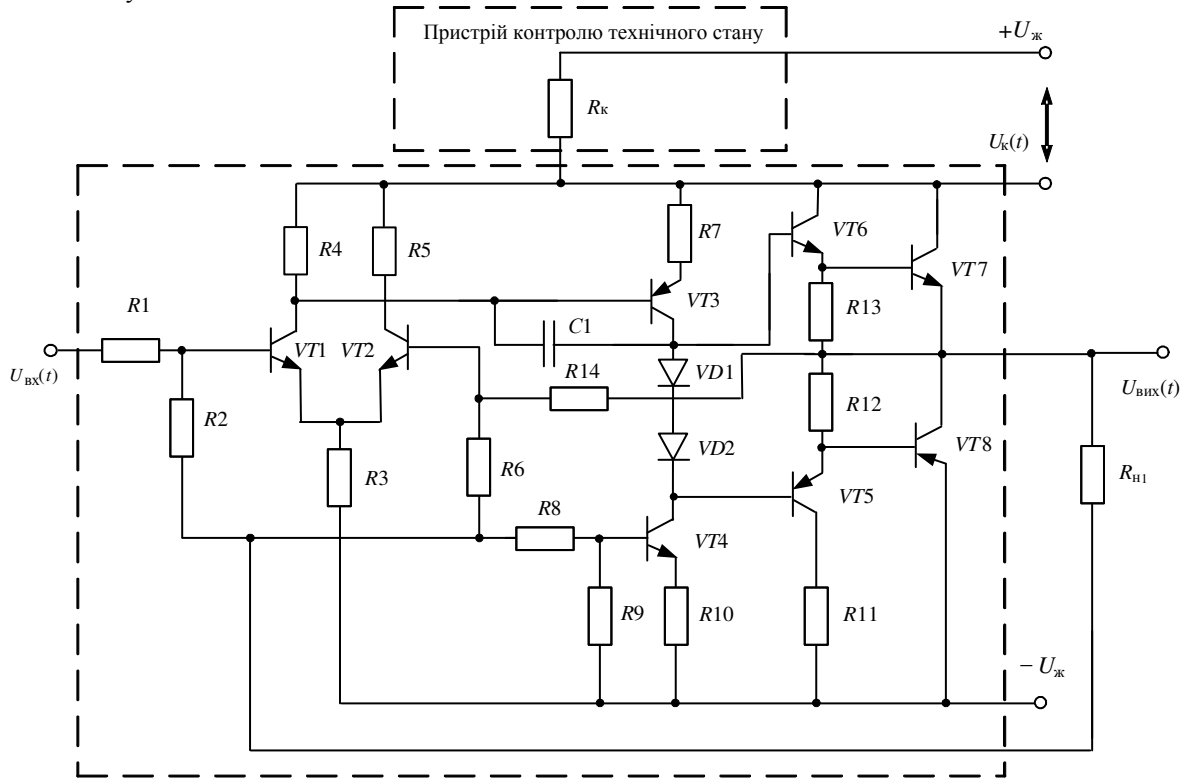 Пристрій контролю технічного стану
+Uж
Rк
Uк(t)
R4
R5
R7
VT6
VT7
R1
VT3
R13
C1
VT1
VT2
Uвх(t)
R14
VD1
Uвих(t)
R2
R12
VD2
VT8
R3
R6
VT5
Rн1
R8
VT4
R9
R10
R11
− Uж